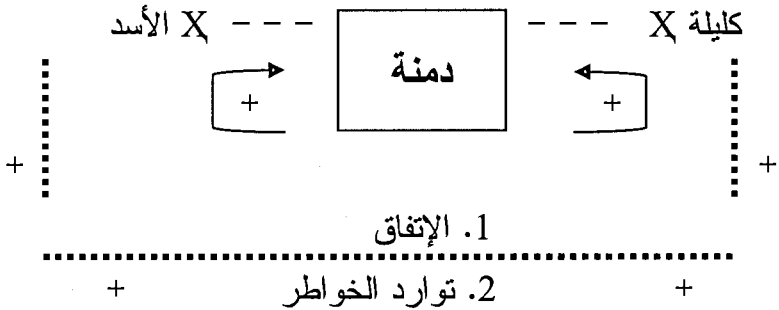 كليلة X --- --- X الأسد
دمنة
+ +
+ +
1. الإتفاق
2. توارد الخواطر
+ +